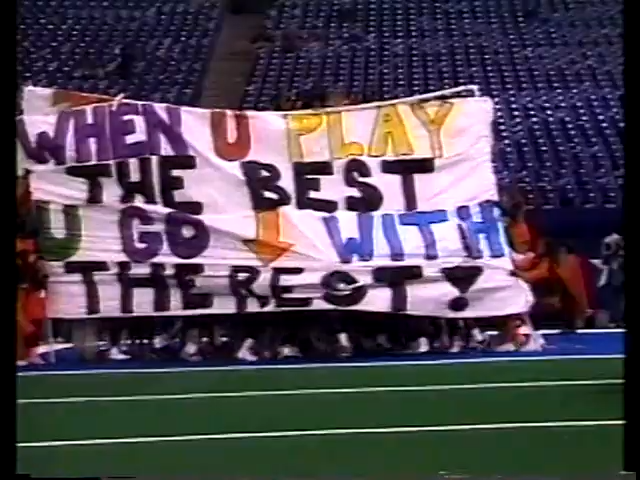 WHEN U PLAY
THE BEST
U GO ↓ WITH
THE REST!